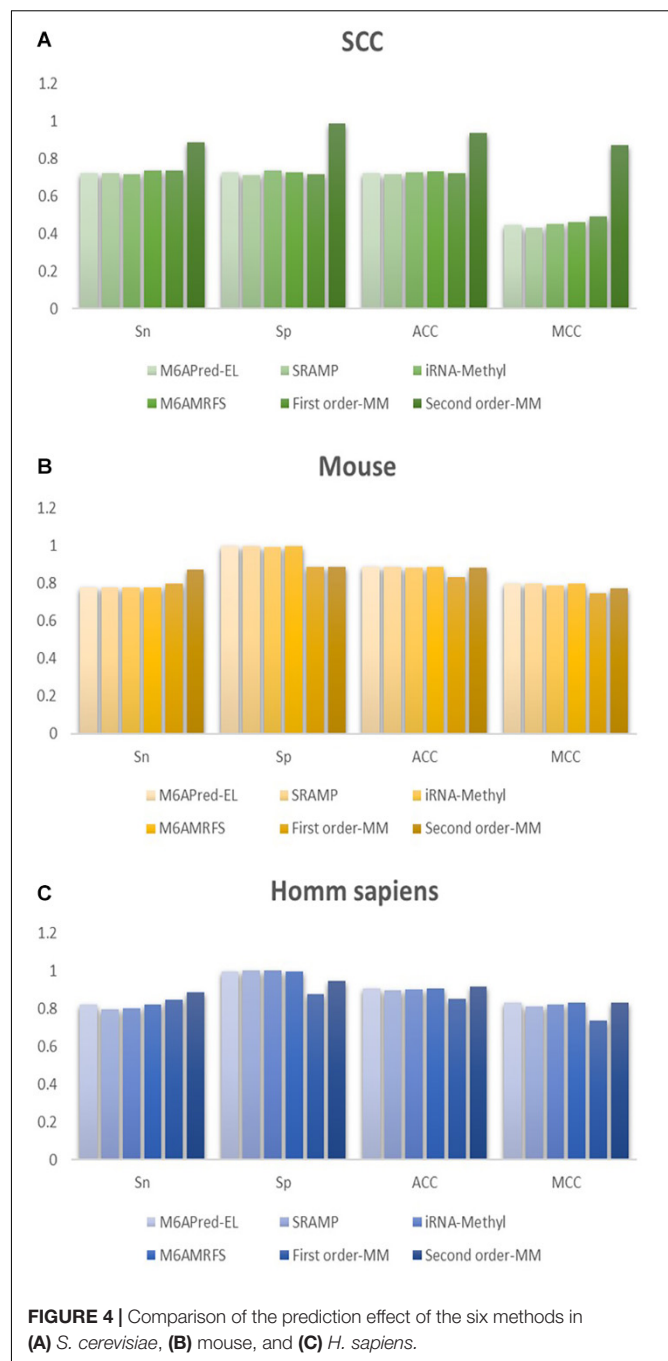 A
SCC
1.2
1
0.8
0.6
0.4
0.2
0
Sn Sp ACC MCC
M6APred-EL SRAMP iRNA-Methyl
M6AMRFS First order-MM Second order-MM
B
Mouse
1.2
1
0.8
0.6
0.4
0.2
0
Sn Sp ACC MCC
M6APred-EL SRAMP iRNA-Methyl
M6AMRFS First order-MM Second order-MM
C
Homm sapiens
1.2
1
0.8
0.6
0.4
0.2
0
Sn Sp ACC MCC
M6APred-EL SRAMP iRNA-Methyl
M6AMRFS First order-MM Second order-MM
FIGURE 4 | Comparison of the prediction effect of the six methods in
(A) S. cerevisiae, (B) mouse, and (C) H. sapiens.